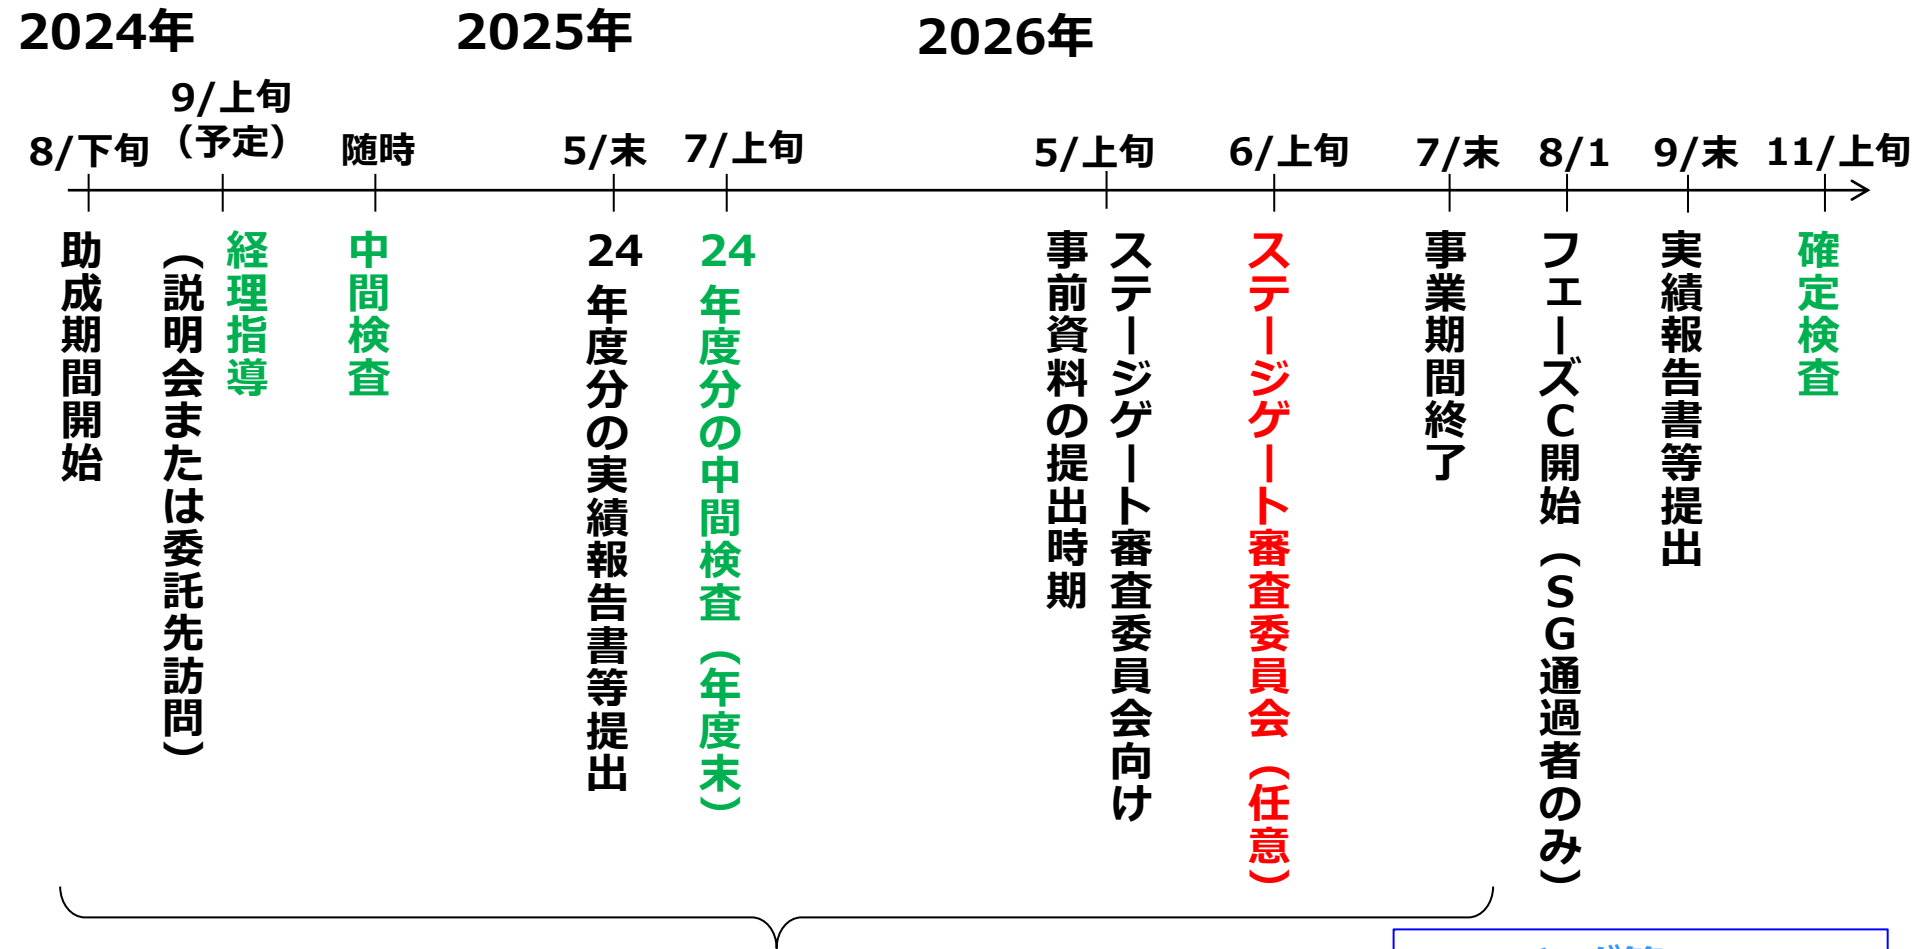 2024年
2025年
2026年
8/下旬
9/上旬
（予定）
随時
5/末
7/上旬
5/上旬
6/上旬
7/末
8/1
9/末
11/上旬
助成期間開始
経理指導
（説明会または委託先訪問）
中間検査
24年度分の実績報告書等提出
24年度分の中間検査（年度末）
ステージゲート審査委員会向け
事前資料の提出時期
ステージゲート審査委員会（任意）
事業期間終了
フェーズC開始（SG通過者のみ）
実績報告書等提出
確定検査